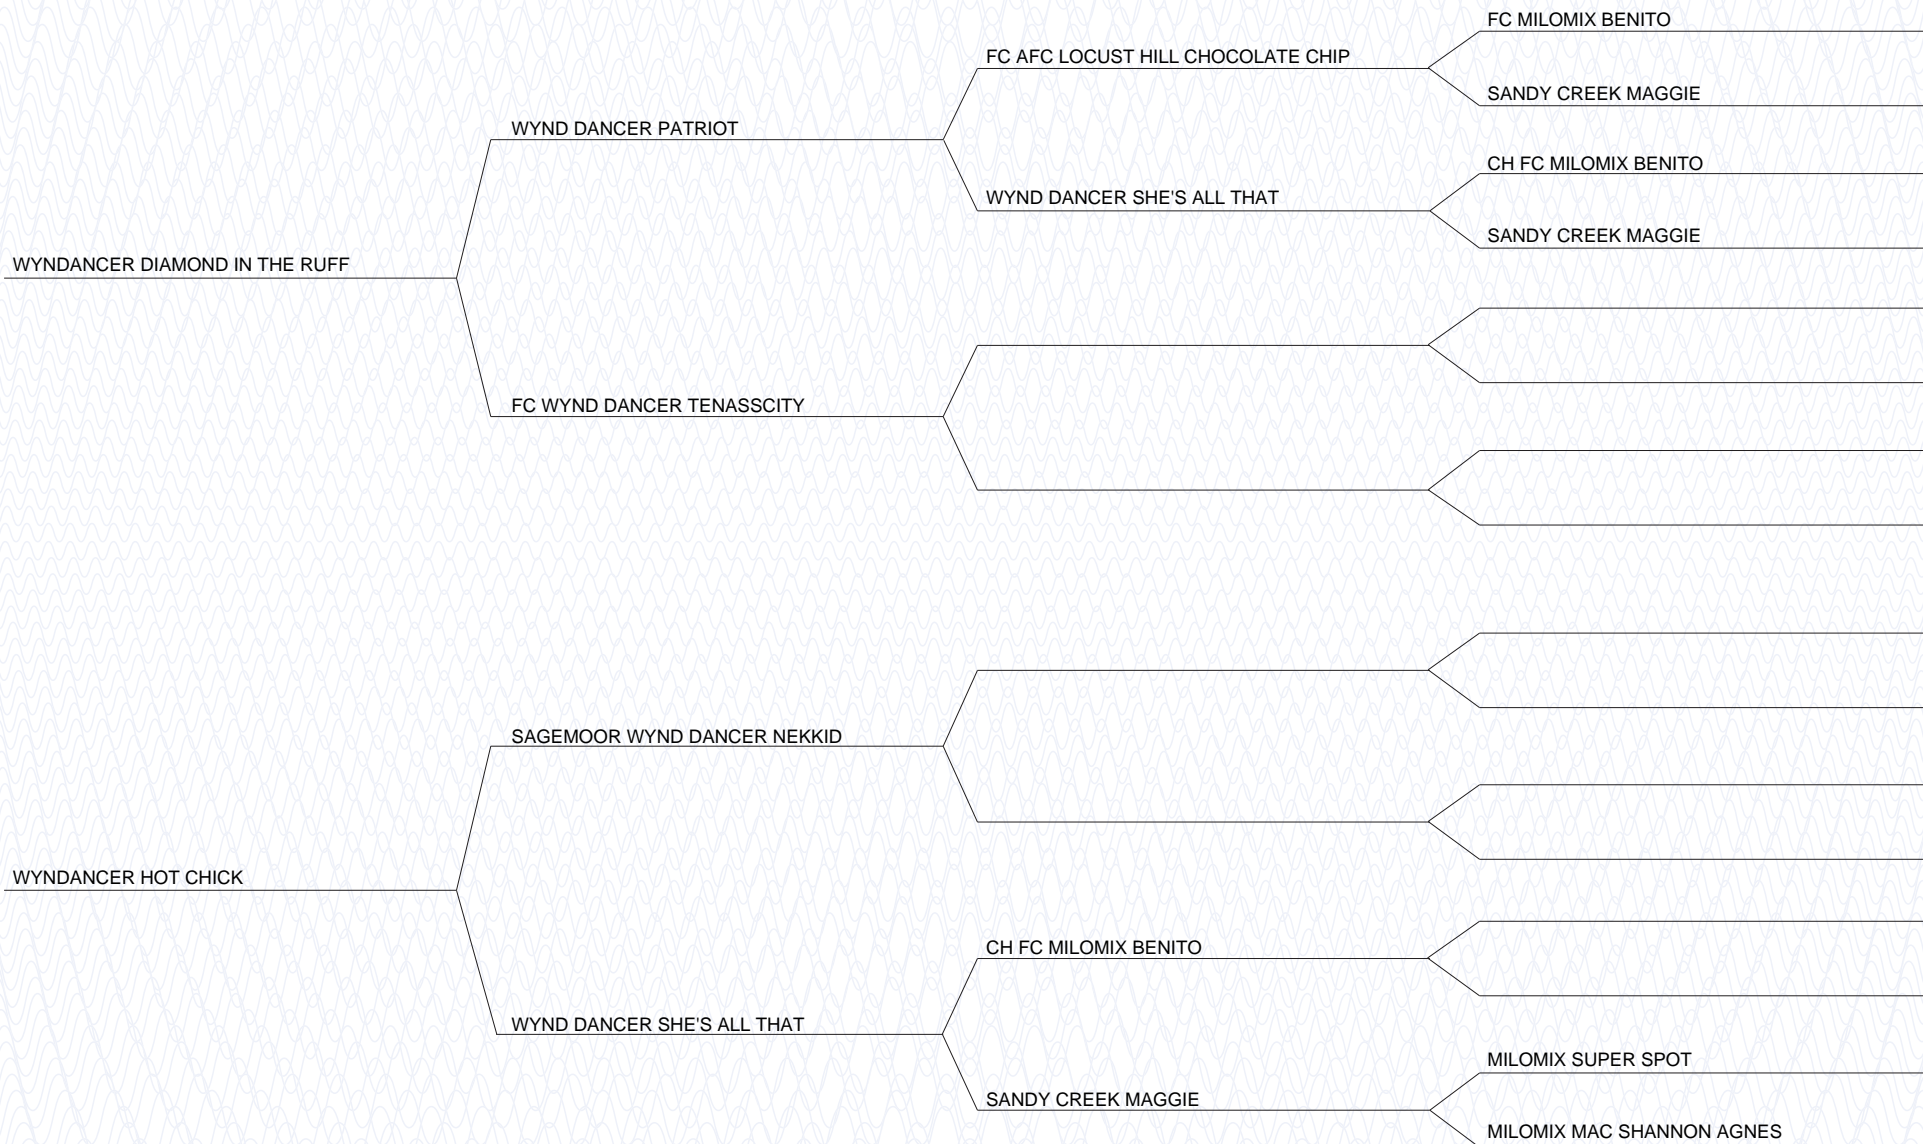 FC MILOMIX BENITO
FC AFC LOCUST HILL CHOCOLATE CHIP
SANDY CREEK MAGGIE
WYND DANCER PATRIOT
CH FC MILOMIX BENITO
WYND DANCER SHE'S ALL THAT
SANDY CREEK MAGGIE
WYNDANCER DIAMOND IN THE RUFF
FC WYND DANCER TENASSCITY
SAGEMOOR WYND DANCER NEKKID
WYNDANCER HOT CHICK
CH FC MILOMIX BENITO
WYND DANCER SHE'S ALL THAT
MILOMIX SUPER SPOT
SANDY CREEK MAGGIE
MILOMIX MAC SHANNON AGNES